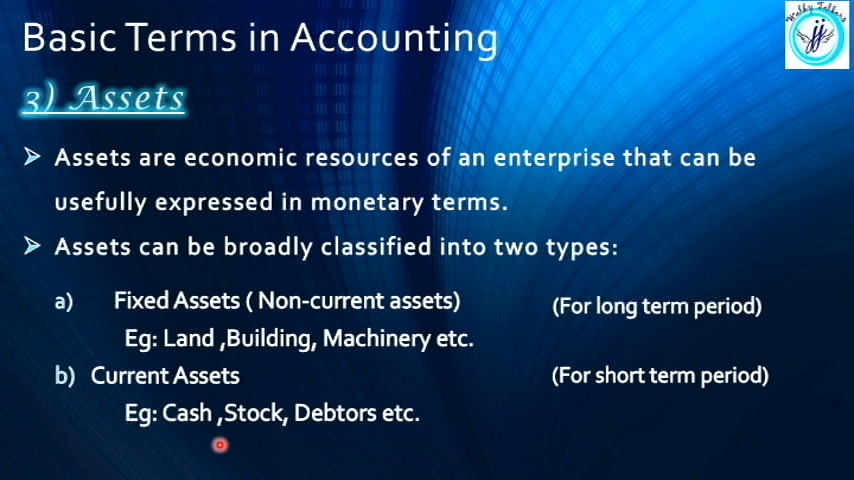 Basic Terms in Accounting
3) Assets
➢ Assets are economic resources of an enterprise that can be
usefully expressed in monetary terms.
➢ Assets can be broadly classified into two types:
a) Fixed Assets ( Non-current assets) (For long term period)
Eg: Land ,Building, Machinery etc.
b) Current Assets (For short term period)
Eg: Cash ,Stock, Debtors etc.